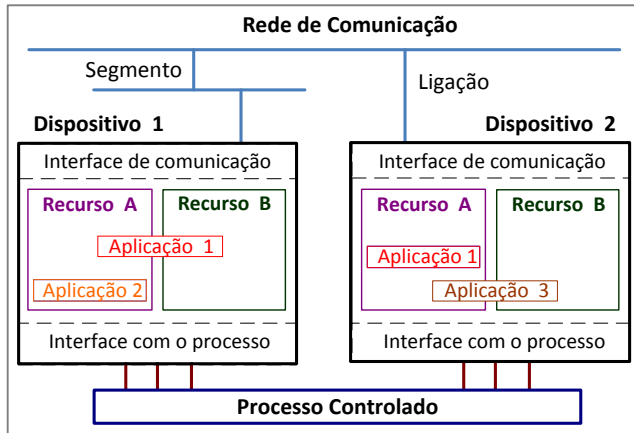 Rede de Comunicação
Segmento
Ligação
Dispositivo 1
Dispositivo 2
Interface de comunicação
Interface de comunicação
Recurso A
Recurso B
Recurso A
Recurso B
Aplicação 1
Aplicação 1
Aplicação 2
Aplicação 3
Interface com o processo
Interface com o processo
Processo Controlado